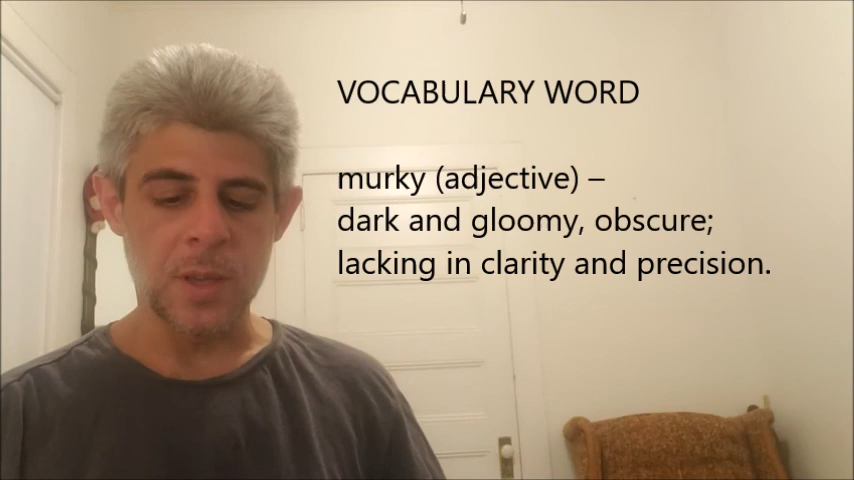 VOCABULARY WORD
murky (adjective) –
dark and gloomy, obscure;
lacking in clarity and precision.